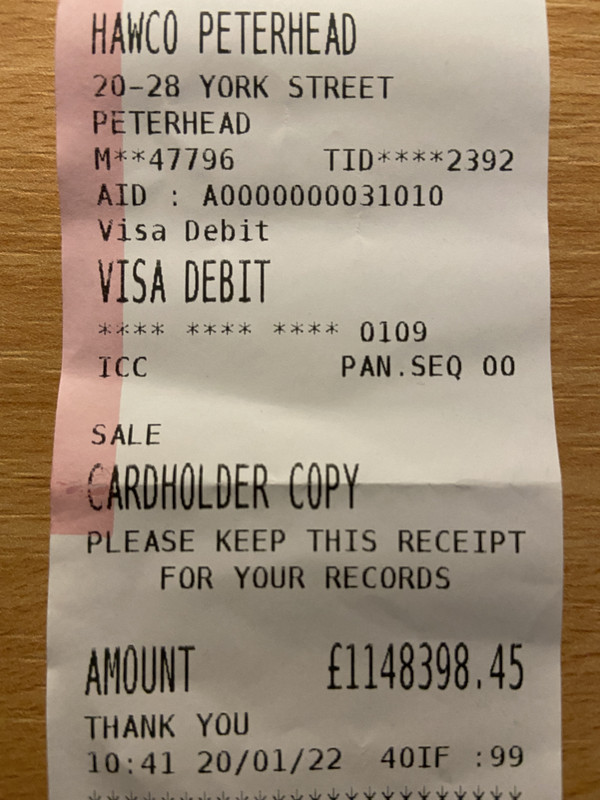 HAWCO PETERHEAD
20-28 YORK STREET
PETERHEAD
M**47796 TID****2392
AID : A0000000031010
Visa Debit
VISA DEBIT
**** **** **** 0109
ICC PAN.SEQ 00
SALE
CARDHOLDER COPY
PLEASE KEEP THIS RECEIPT
FOR YOUR RECORDS
AMOUNT £1148398.45
THANK YOU
10:41 20/01/22 40IF :99
************************